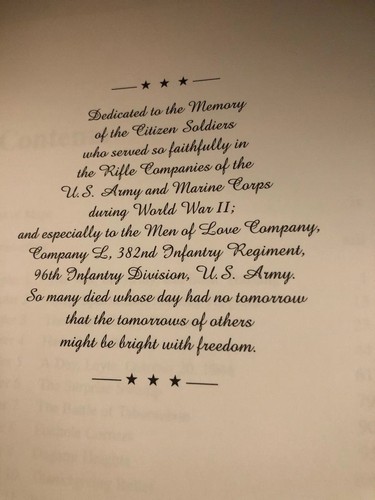 Dedicated to the Memory
of the Citizen Soldiers
who served so faithfully in
the Rifle Companies of the
U.S. Army and Marine Corps
during World War II;
and especially to the Men of Love Company,
Company L, 382nd Infantry Regiment,
96th Infantry Division, U.S. Army.
So many died whose day had no tomorrow
that the tomorrows of others
might be bright with freedom.